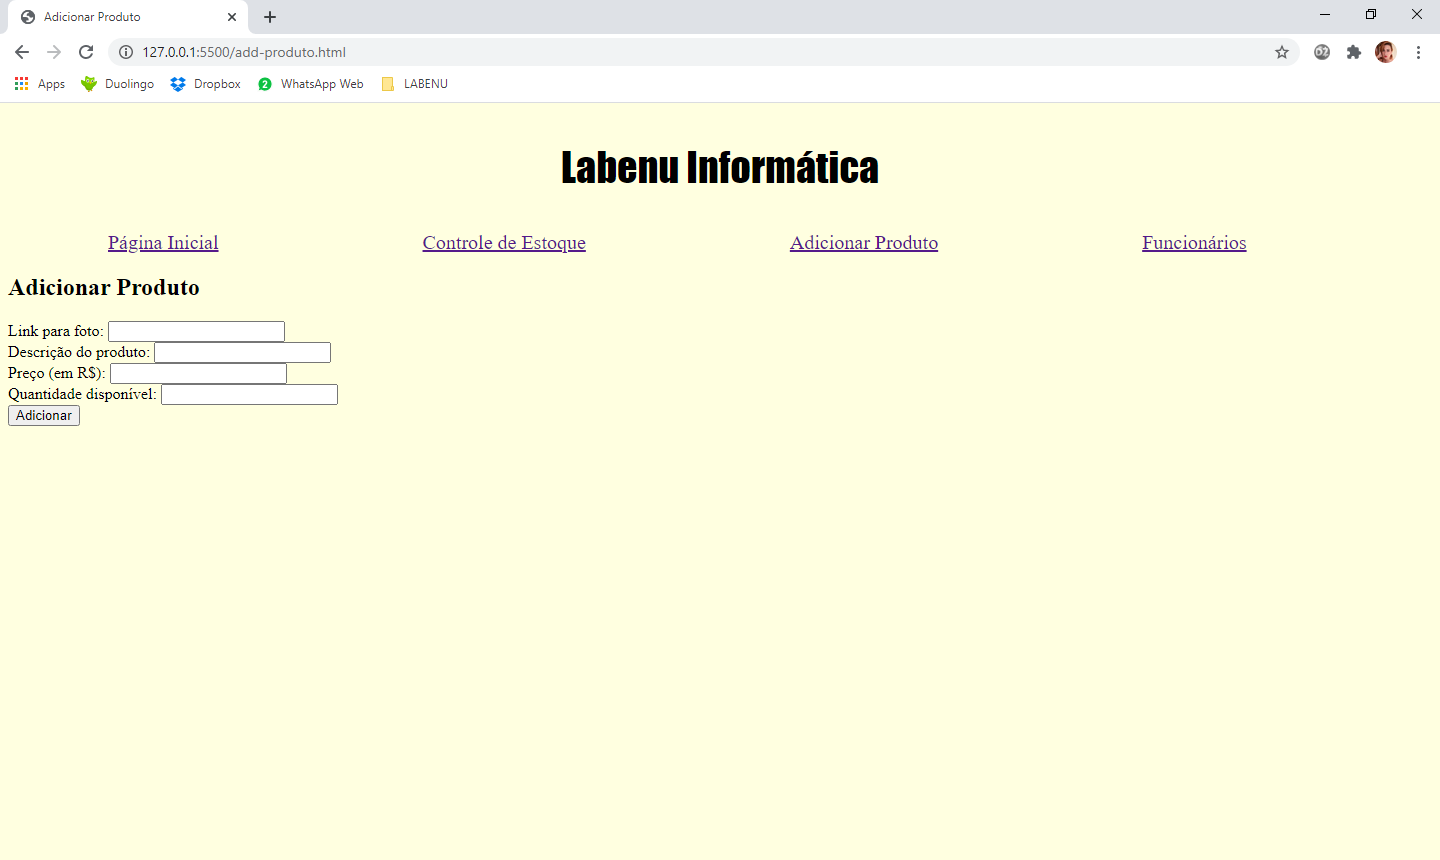 Adicionar Produto
127.0.0.1:5500/add-produto.html
Apps Duolingo Dropbox 2 WhatsApp Web LABENU
Labenu Informática
Página Inicial Controle de Estoque Adicionar Produto Funcionários
Adicionar Produto
Link para foto:
Descrição do produto:
Preço (em R$):
Quantidade disponível:
Adicionar